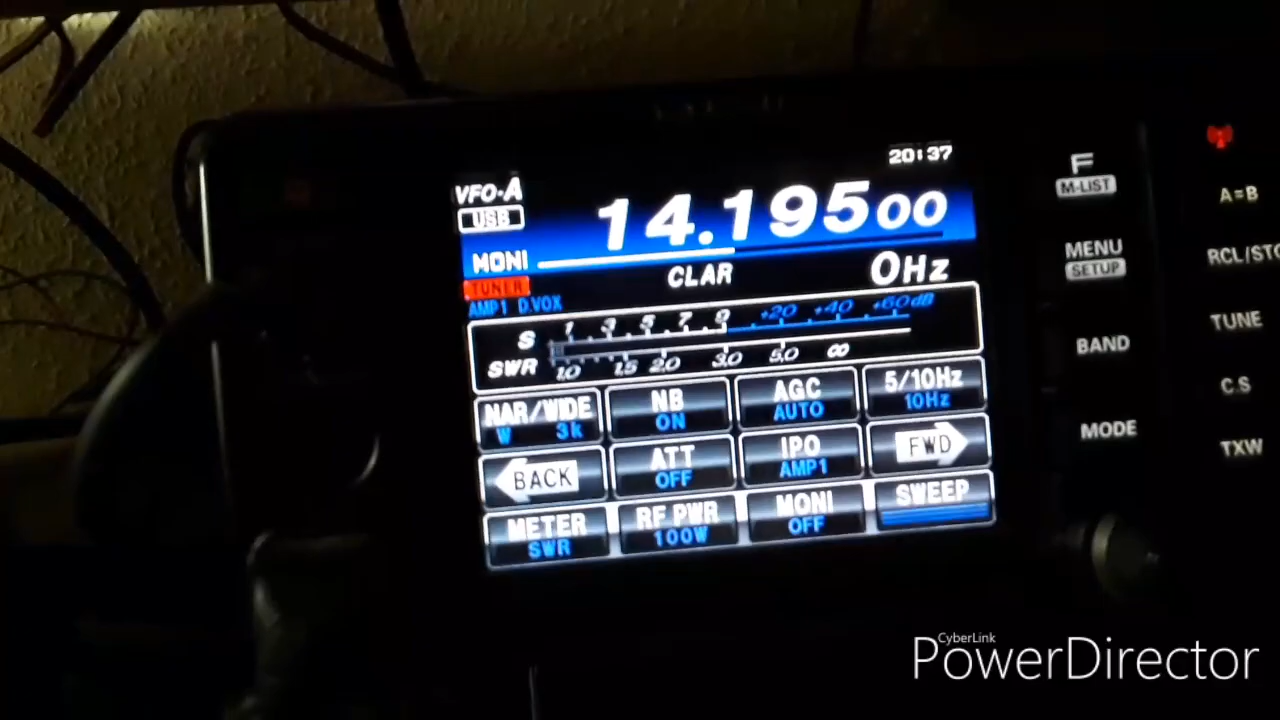 20:37
VFO-A
USB
14.195 00
MONI
CLAR 0Hz
TUNER
AMP1 D.VOX
S 1 3 5 7 9 +20 +40 +60dB
SWR 1.0 1.5 2.0 3.0 5.0 ∞
NAR/WIDE NB AGC 5/10Hz
W 3k ON AUTO 10Hz
BACK ATT IPO FWD
OFF AMP1
METER RF PWR MONI SWEEP
SWR 100W OFF
F
M-LIST
MENU
SETUP
BAND
MODE
A=B
TUNE
C.S
TXW
CyberLink
PowerDirector